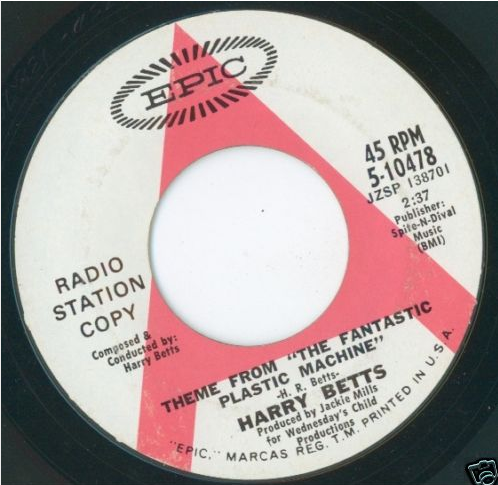 EPIC
45 RPM
5-10478
JZSP 138701
2:37
Publisher:
Spite-N-Dival
Music
(BMI)
RADIO
STATION
COPY
Composed &
Conducted by:
Harry Betts
THEME FROM "THE FANTASTIC
PLASTIC MACHINE"
-H. R. Betts-
HARRY BETTS
Produced by Jackie Mills
for Wednesday's Child
Productions
"EPIC," MARCAS REG. T.M. PRINTED IN U.S.A.